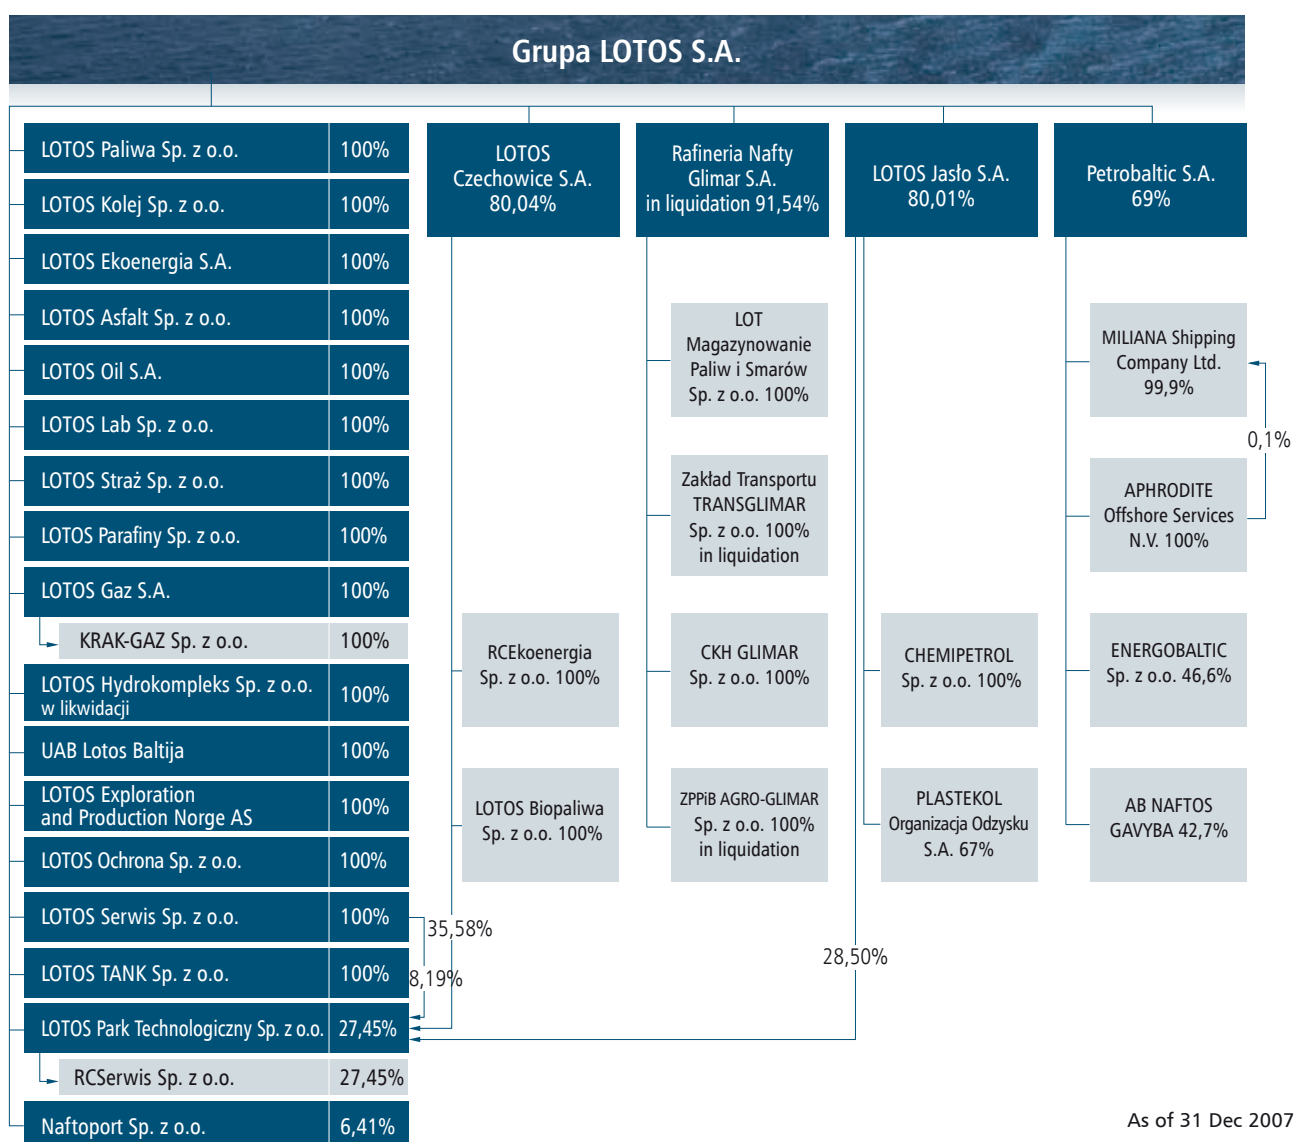 Grupa LOTOS S.A.
LOTOS Paliwa Sp. z o.o. 100%
LOTOS Kolej Sp. z o.o. 100%
LOTOS Ekoenergia S.A. 100%
LOTOS Asfalt Sp. z o.o. 100%
LOTOS Oil S.A. 100%
LOTOS Lab Sp. z o.o. 100%
LOTOS Straż Sp. z o.o. 100%
LOTOS Parafiny Sp. z o.o. 100%
LOTOS Gaz S.A. 100%
KRAK-GAZ Sp. z o.o. 100%
LOTOS Hydrokompleks Sp. z o.o.
w likwidacji
100%
UAB Lotos Baltija 100%
LOTOS Exploration
and Production Norge AS
100%
LOTOS Ochrona Sp. z o.o. 100%
LOTOS Serwis Sp. z o.o. 100%
LOTOS TANK Sp. z o.o. 100%
LOTOS Park Technologiczny Sp. z o.o. 27,45%
RCSerwis Sp. z o.o. 27,45%
Naftoport Sp. z o.o. 6,41%
8,19%
35,58%
28,50%
LOTOS
Czechowice S.A.
80,04%
RCEkoenergia
Sp. z o.o. 100%
LOTOS Biopaliwa
Sp. z o.o. 100%
Rafineria Nafty
Glimar S.A.
in liquidation 91,54%
LOT
Magazynowanie
Paliw i Smarów
Sp. z o.o. 100%
Zakład Transportu
TRANSGLIMAR
Sp. z o.o. 100%
in liquidation
CKH GLIMAR
Sp. z o.o. 100%
ZPPiB AGRO-GLIMAR
Sp. z o.o. 100%
in liquidation
LOTOS Jasło S.A.
80,01%
CHEMIPETROL
Sp. z o.o. 100%
PLASTEKOL
Organizacja Odzysku
S.A. 67%
Petrobaltic S.A.
69%
MILIANA Shipping
Company Ltd.
99,9%
0,1%
APHRODITE
Offshore Services
N.V. 100%
ENERGOBALTIC
Sp. z o.o. 46,6%
AB NAFTOS
GAVYBA 42,7%
As of 31 Dec 2007